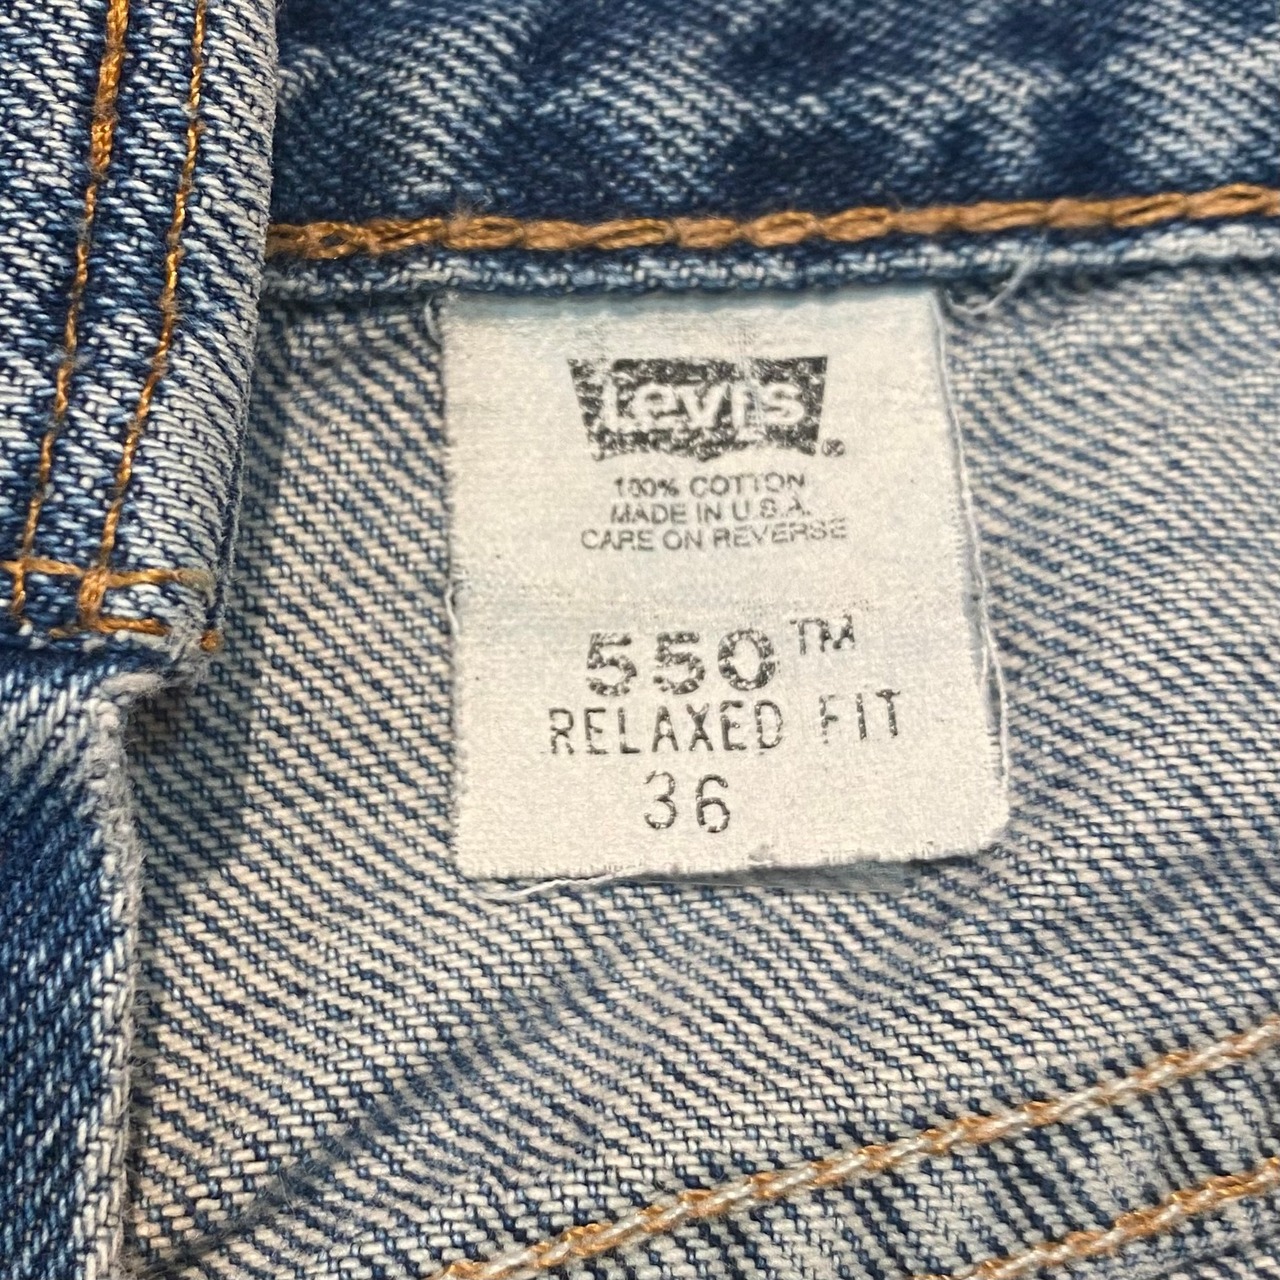 Levi's®
100% COTTON
MADE IN U.S.A.
CARE ON REVERSE
550™
RELAXED FIT
36